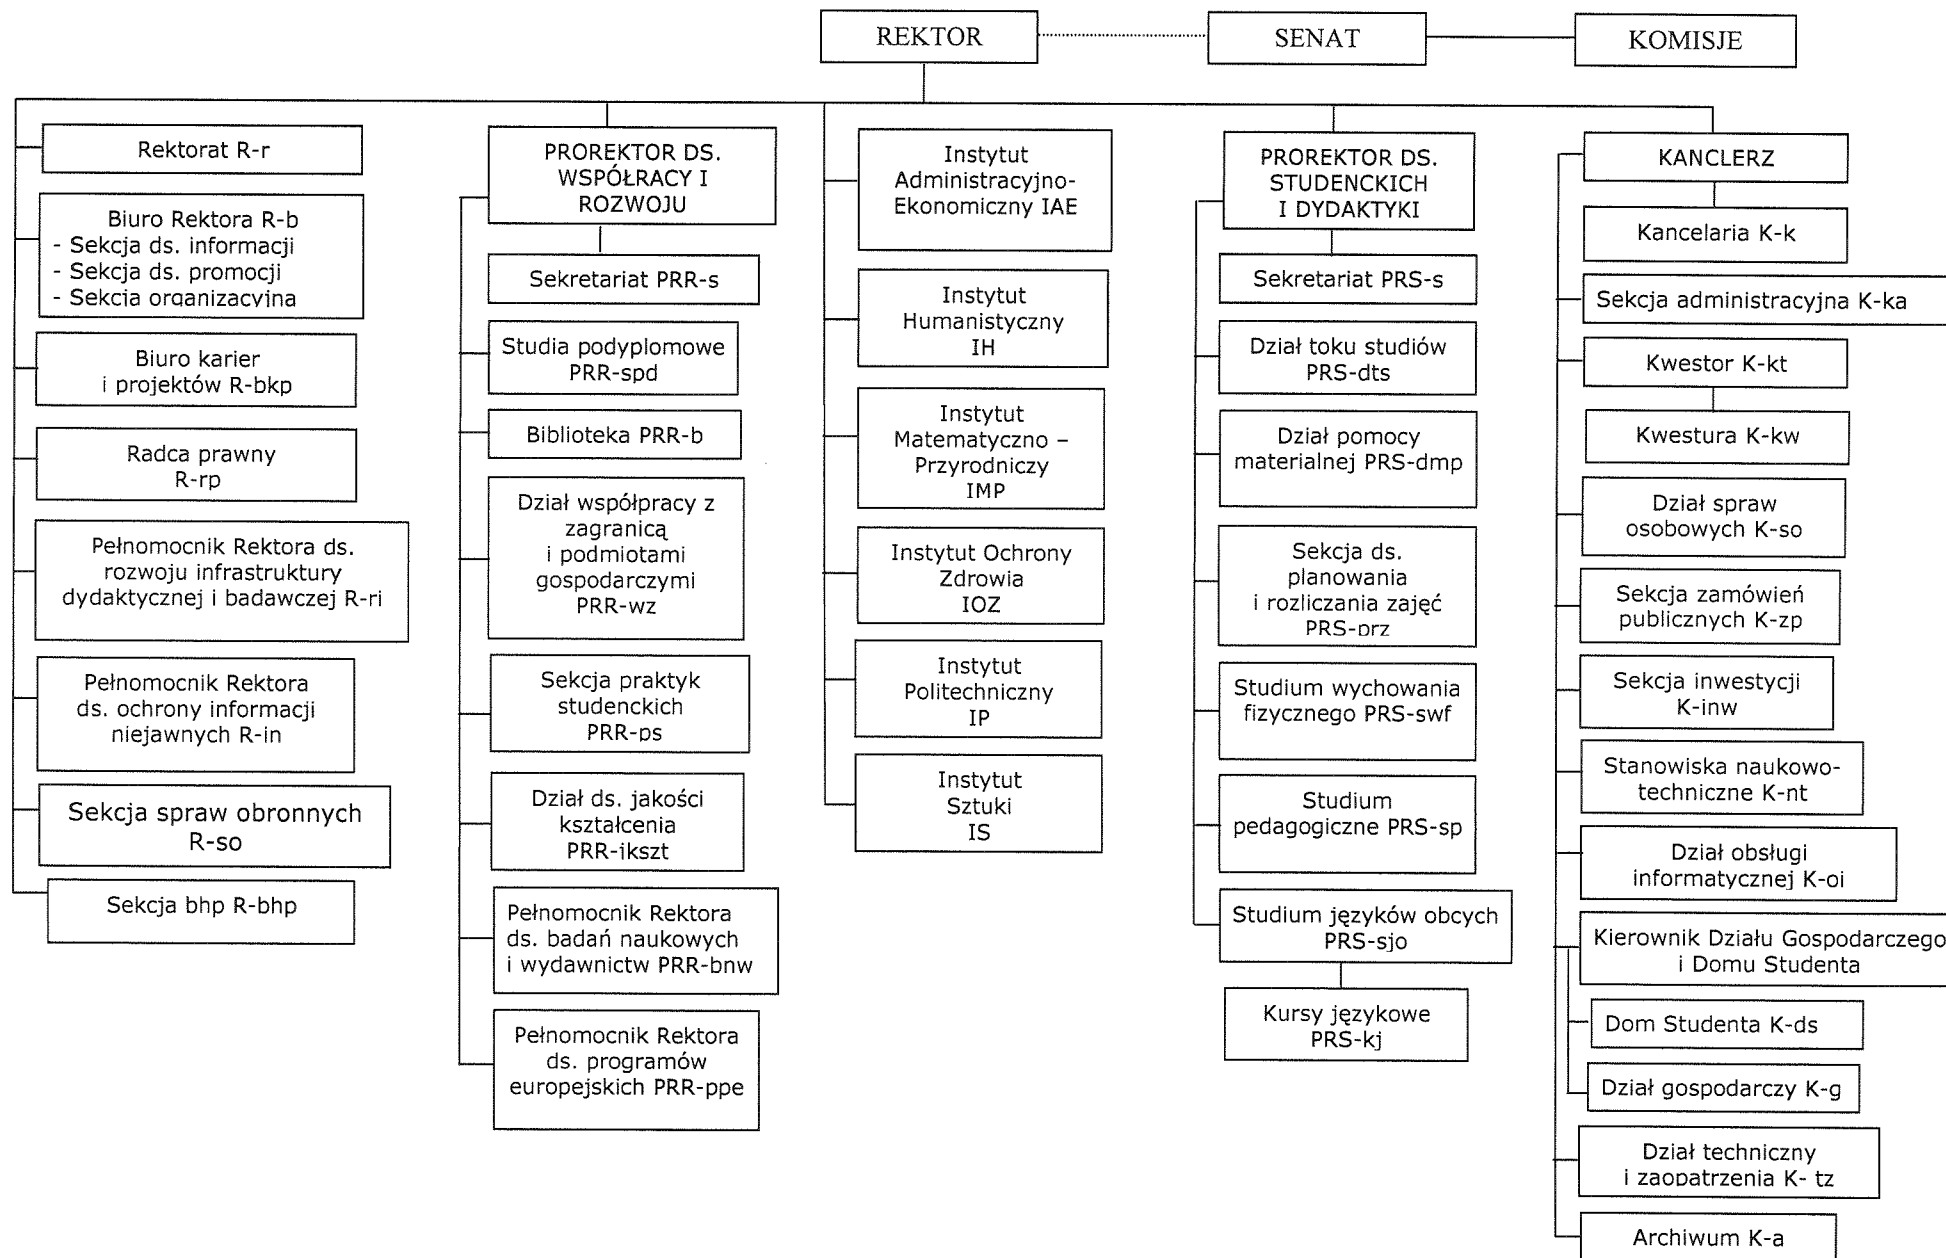 REKTOR
SENAT
KOMISJE
Rektorat R-r
Biuro Rektora R-b
- Sekcja ds. informacji
- Sekcja ds. promocji
- Sekcja organizacyjna
Biuro karier
i projektów R-bkp
Radca prawny
R-rp
Pełnomocnik Rektora ds.
rozwoju infrastruktury
dydaktycznej i badawczej R-ri
Pełnomocnik Rektora
ds. ochrony informacji
niejawnych R-in
Sekcja spraw obronnych
R-so
Sekcja bhp R-bhp
PROREKTOR DS.
WSPÓŁRACY I
ROZWOJU
Sekretariat PRR-s
Studia podyplomowe
PRR-spd
Biblioteka PRR-b
Dział współpracy z
zagranicą
i podmiotami
gospodarczymi
PRR-wz
Sekcja praktyk
studenckich
PRR-ps
Dział ds. jakości
kształcenia
PRR-jkszt
Pełnomocnik Rektora
ds. badań naukowych
i wydawnictw PRR-bnw
Pełnomocnik Rektora
ds. programów
europejskich PRR-ppe
Instytut
Administracyjno-
Ekonomiczny IAE
Instytut
Humanistyczny
IH
Instytut
Matematyczno –
Przyrodniczy
IMP
Instytut Ochrony
Zdrowia
IOZ
Instytut
Politechniczny
IP
Instytut
Sztuki
IS
PROREKTOR DS.
STUDENCKICH
I DYDAKTYKI
Sekretariat PRS-s
Dział toku studiów
PRS-dts
Dział pomocy
materialnej PRS-dmp
Sekcja ds.
planowania
i rozliczania zajęć
PRS-prz
Studium wychowania
fizycznego PRS-swf
Studium
pedagogiczne PRS-sp
Studium języków obcych
PRS-sjo
Kursy językowe
PRS-kj
KANCLERZ
Kancelaria K-k
Sekcja administracyjna K-ka
Kwestor K-kt
Kwestura K-kw
Dział spraw
osobowych K-so
Sekcja zamówień
publicznych K-zp
Sekcja inwestycji
K-inw
Stanowiska naukowo-
techniczne K-nt
Dział obsługi
informatycznej K-oi
Kierownik Działu Gospodarczego
i Domu Studenta
Dom Studenta K-ds
Dział gospodarczy K-g
Dział techniczny
i zaopatrzenia K- tz
Archiwum K-a